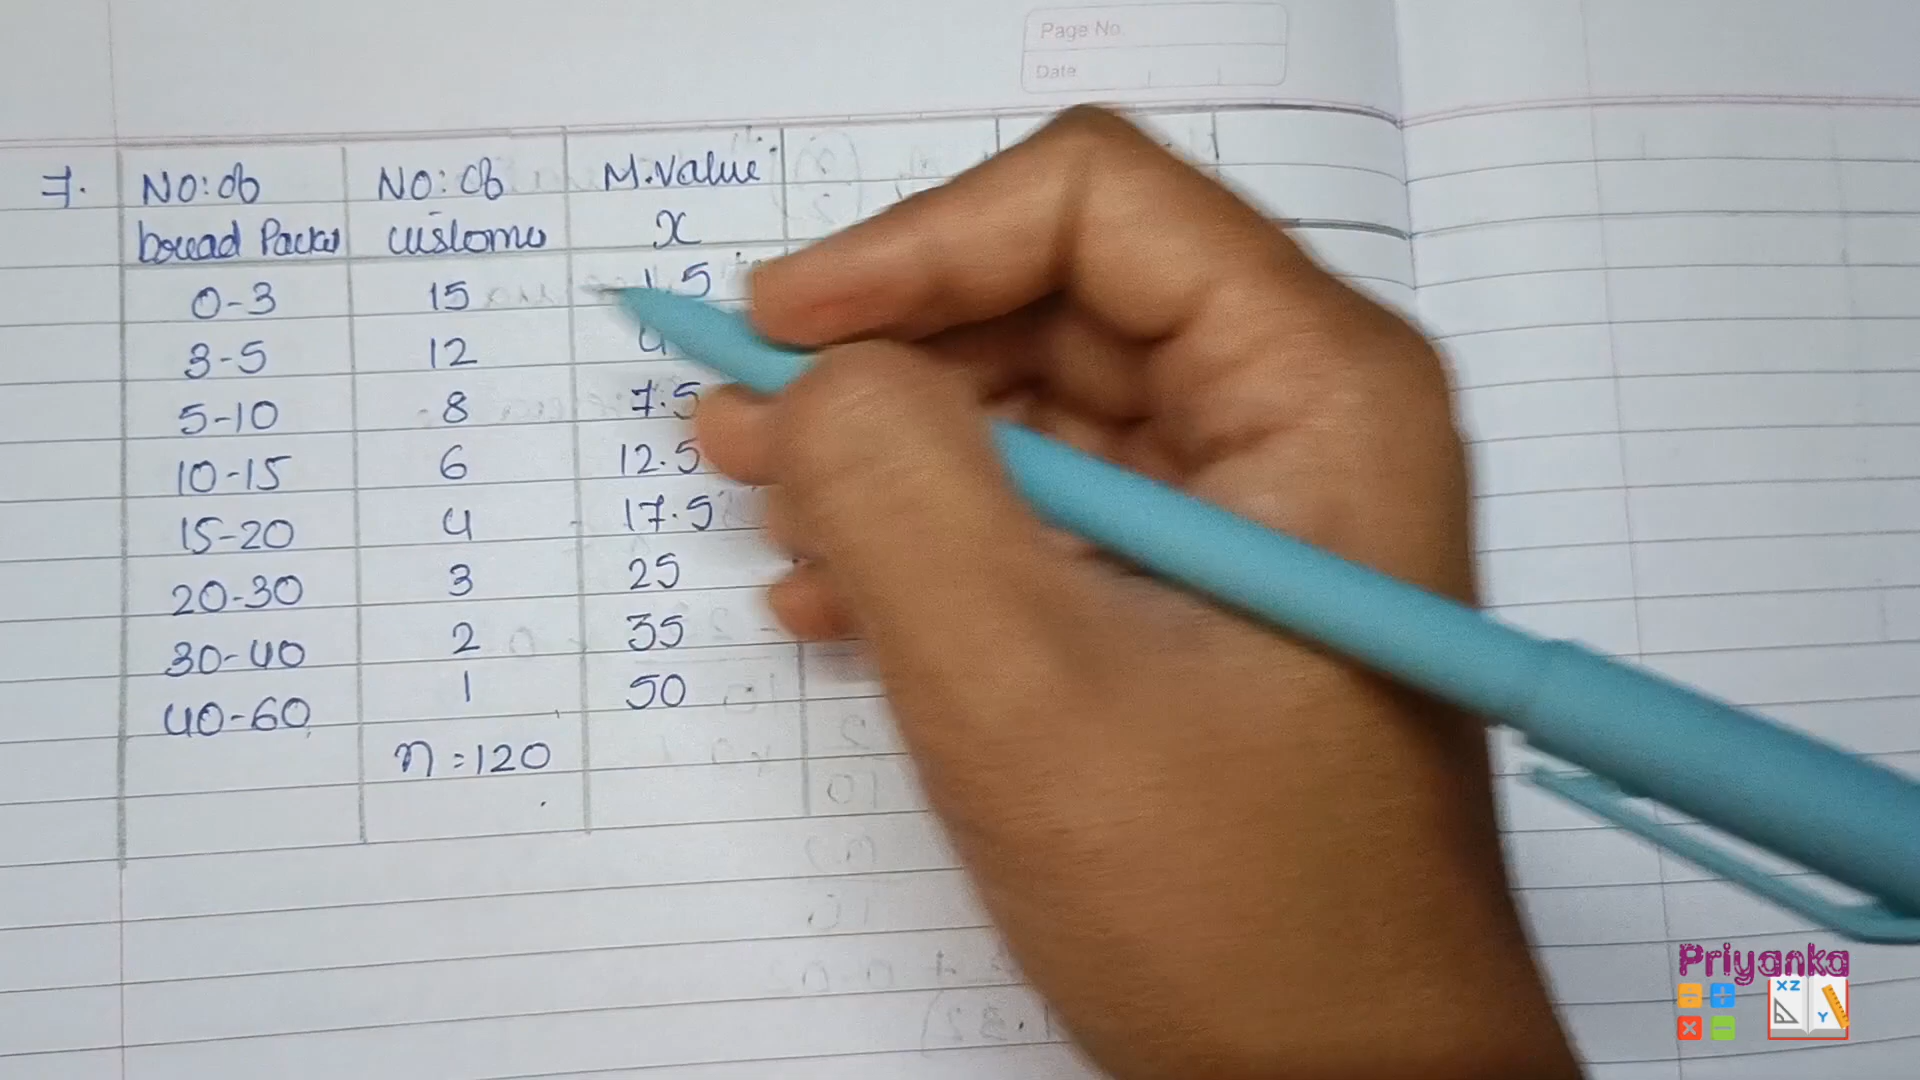 Page No.
Date
7. No: of No: of M.Value
bread Packs customers x
0-3 15 1.5
3-5 12 4
5-10 8 7.5
10-15 6 12.5
15-20 4 17.5
20-30 3 25
30-40 2 35
40-60 1 50
n = 120
Priyanka
XZ
Y